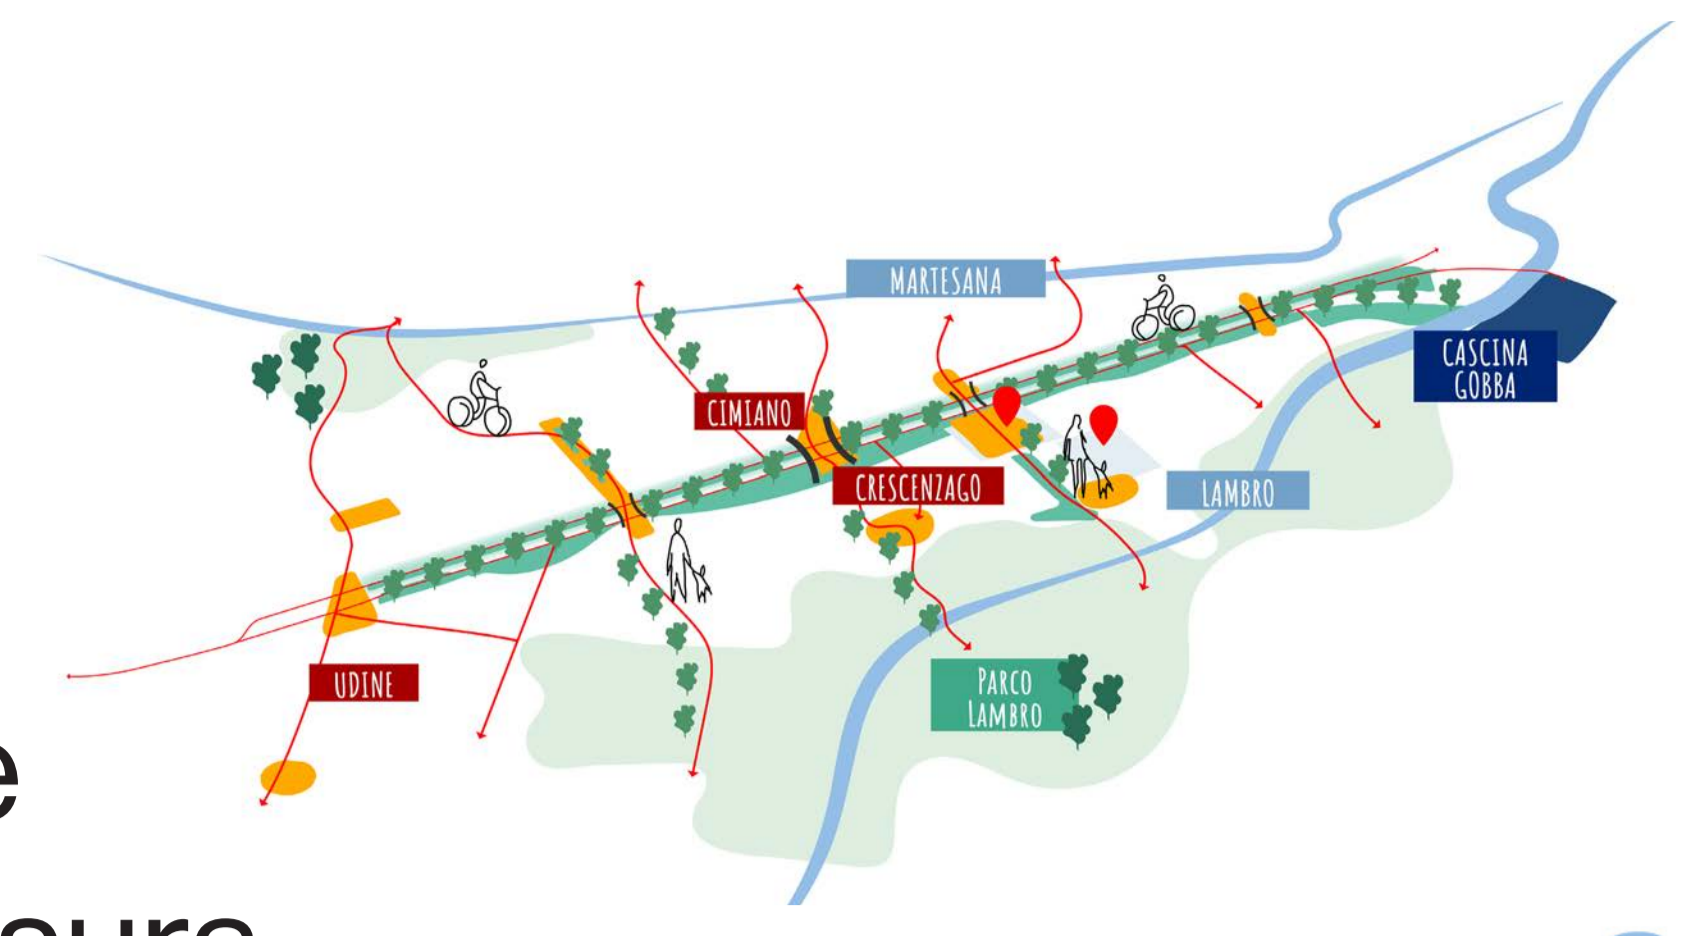 MARTESANA
CASCINA
GOBBA
CIMIANO
CRESCENZAGO
LAMBRO
UDINE
PARCO
LAMBRO
e